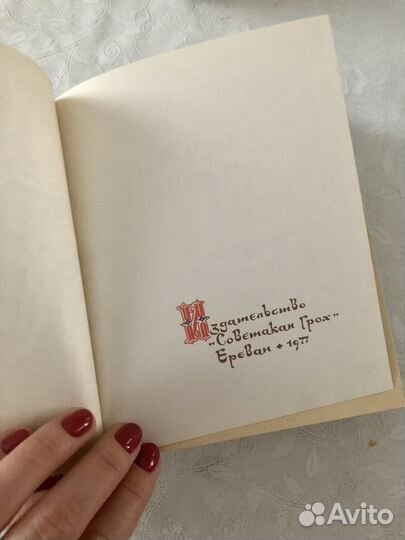 Издательство
"Советакан Грох"
Ереван • 1977
Avito